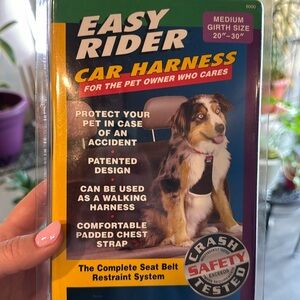 8000
EASY
RIDER
MEDIUM
GIRTH SIZE
20"-30"
CAR HARNESS
FOR THE PET OWNER WHO CARES
PROTECT YOUR
PET IN CASE
OF AN
ACCIDENT
PATENTED
DESIGN
CAN BE USED
AS A WALKING
HARNESS
COMFORTABLE
PADDED CHEST
STRAP
The Complete Seat Belt
Restraint System
CRASH
SAFETY
TESTED